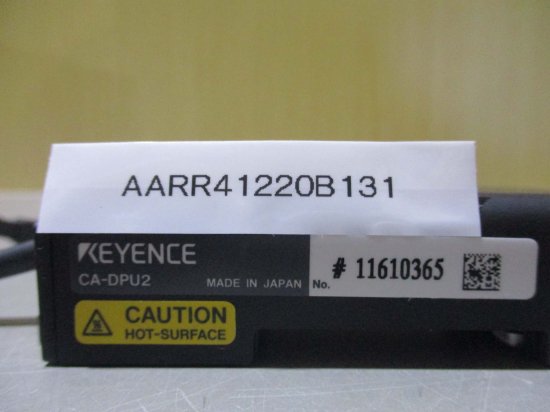 AARR41220B131
KEYENCE
CA-DPU2 MADE IN JAPAN No. # 11610365
CAUTION
HOT-SURFACE